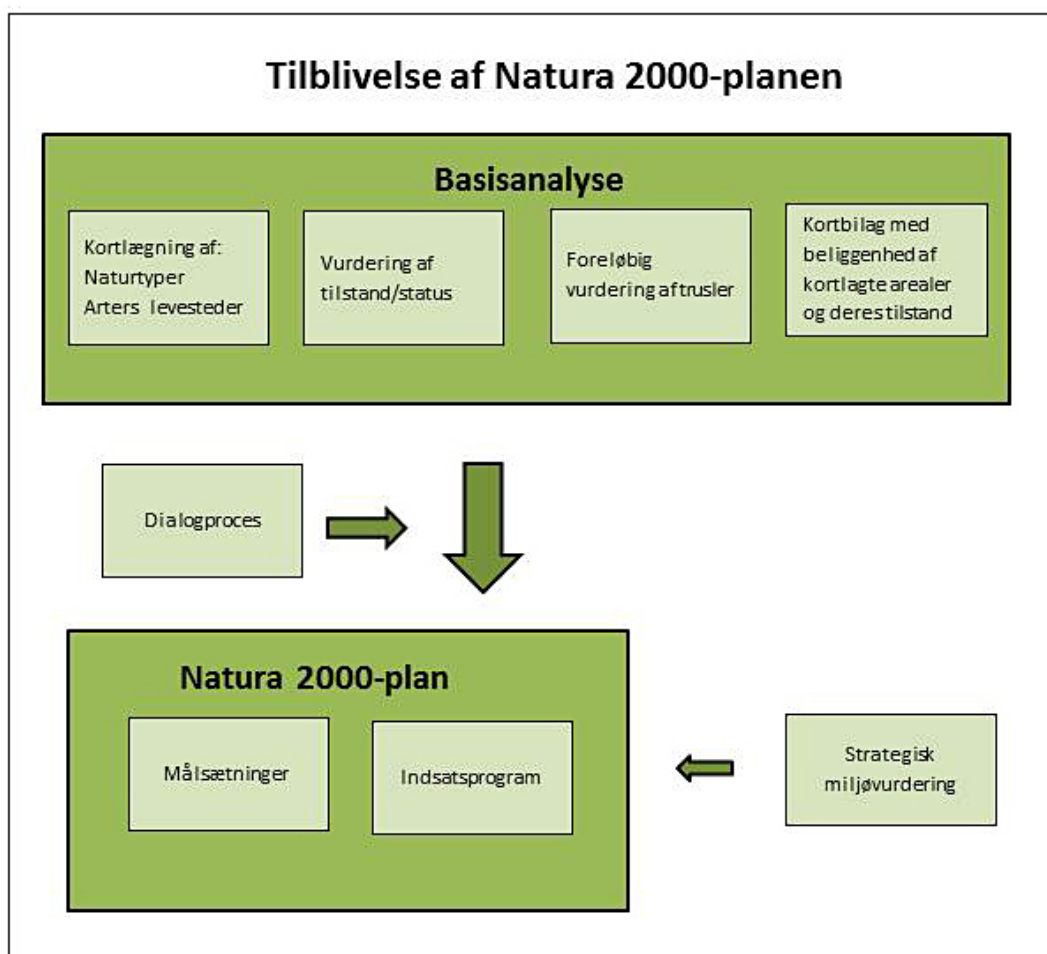 Tilblivelse af Natura 2000-planen
Basisanalyse
Kortlægning af:
Naturtyper
Arters levesteder
Vurdering af
tilstand/status
Foreløbig
vurdering af trusler
Kortbilag med
beliggenhed af
kortlagte arealer
og deres tilstand
Dialogproces
Natura 2000-plan
Målsætninger
Indsatsprogram
Strategisk
miljøvurdering